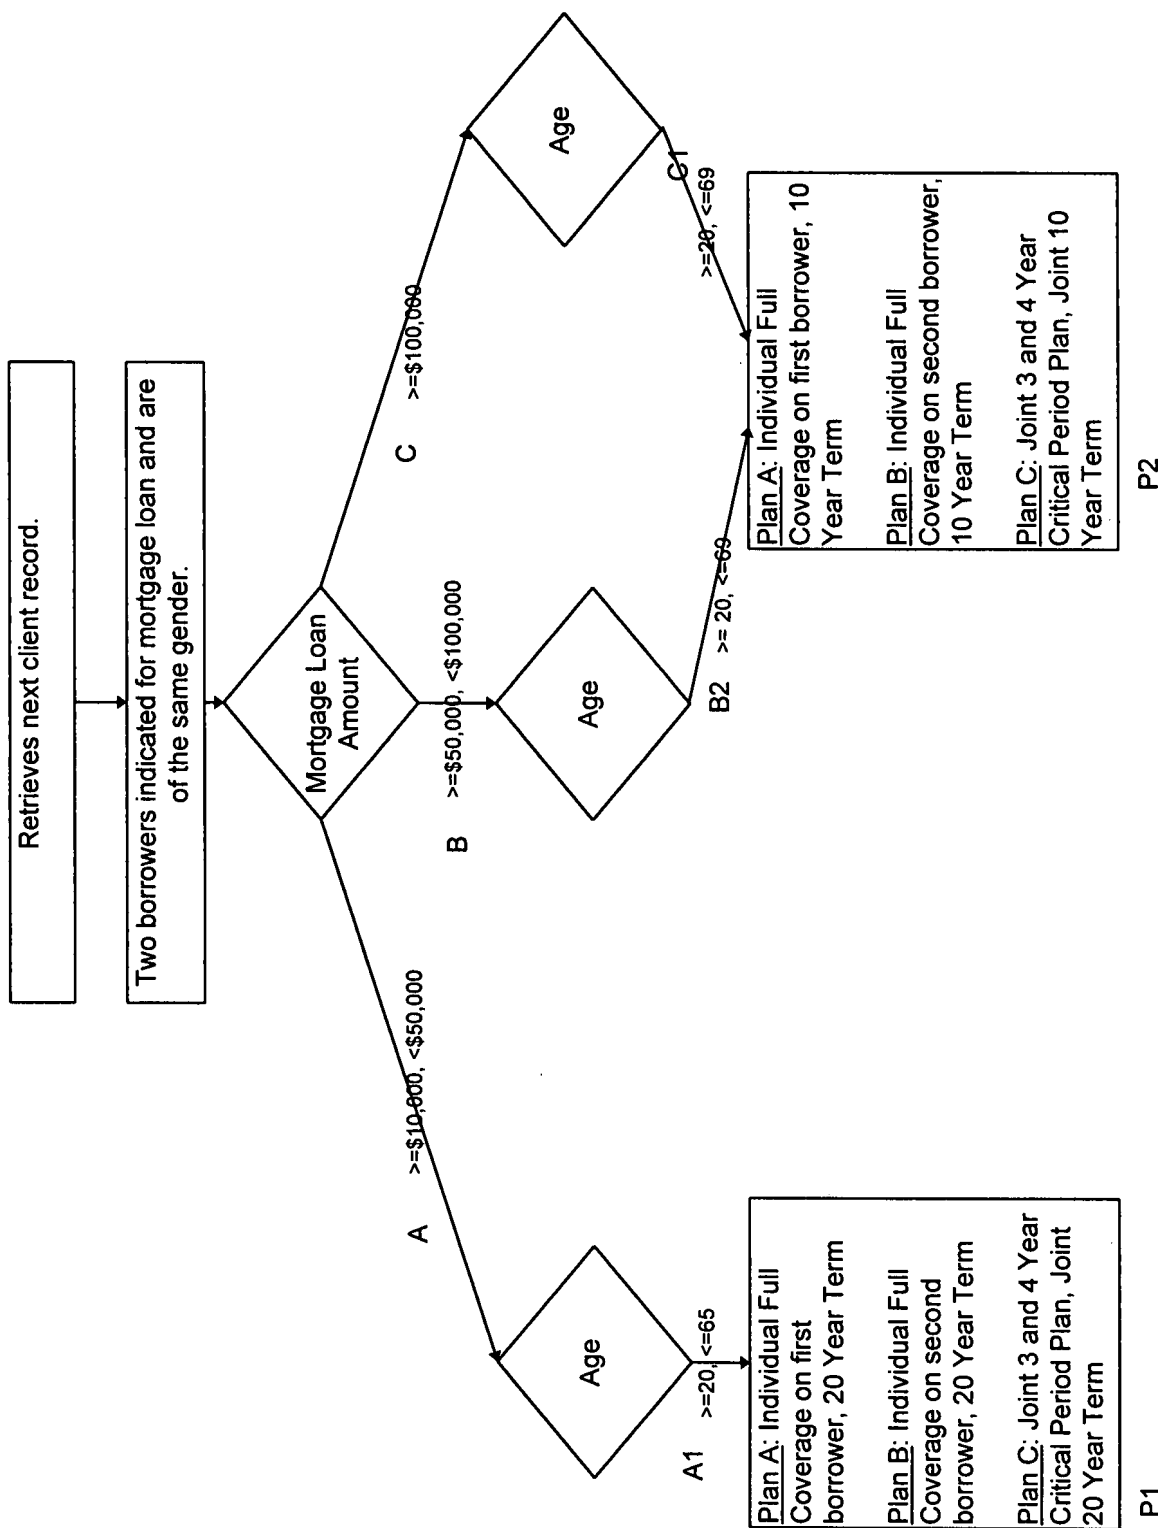 Retrieves next client record.
Two borrowers indicated for mortgage loan and are
of the same gender.
Mortgage Loan
Amount
A
>=$10,000, <$50,000
B
>=$50,000, <$100,000
C
>=$100,000
Age
Age
Age
A1
>=20, <=65
B2
>= 20, <=69
C1
>=20, <=69
Plan A: Individual Full
Coverage on first
borrower, 20 Year Term
Plan B: Individual Full
Coverage on second
borrower, 20 Year Term
Plan C: Joint 3 and 4 Year
Critical Period Plan, Joint
20 Year Term
P1
Plan A: Individual Full
Coverage on first borrower, 10
Year Term
Plan B: Individual Full
Coverage on second borrower,
10 Year Term
Plan C: Joint 3 and 4 Year
Critical Period Plan, Joint 10
Year Term
P2